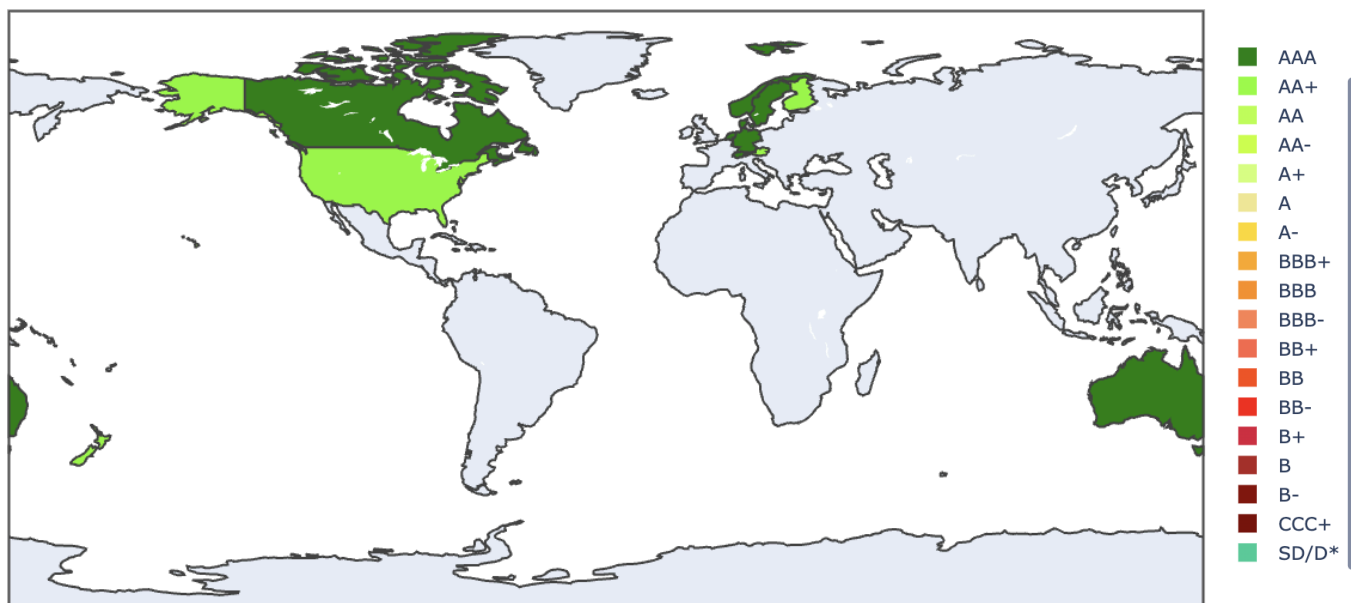 AAA
AA+
AA
AA-
A+
A
A-
BBB+
BBB
BBB-
BB+
BB
BB-
B+
B
B-
CCC+
SD/D*